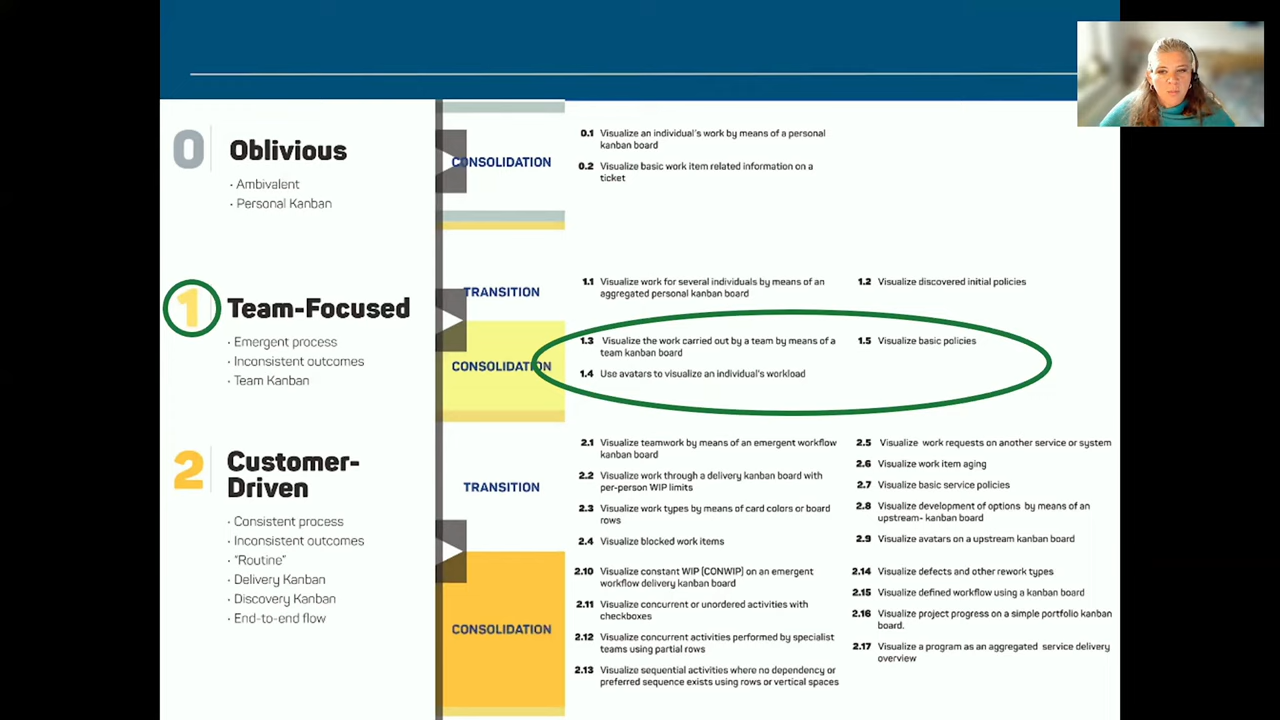 0
Oblivious
· Ambivalent
· Personal Kanban
CONSOLIDATION
0.1 Visualize an individual's work by means of a personal
kanban board
0.2 Visualize basic work item related information on a
ticket
1
Team-Focused
· Emergent process
· Inconsistent outcomes
· Team Kanban
TRANSITION
1.1 Visualize work for several individuals by means of an
aggregated personal kanban board
1.2 Visualize discovered initial policies
CONSOLIDATION
1.3 Visualize the work carried out by a team by means of a
team kanban board
1.4 Use avatars to visualize an individual's workload
1.5 Visualize basic policies
2
Customer-
Driven
· Consistent process
· Inconsistent outcomes
· "Routine"
· Delivery Kanban
· Discovery Kanban
· End-to-end flow
TRANSITION
2.1 Visualize teamwork by means of an emergent workflow
kanban board
2.2 Visualize work through a delivery kanban board with
per-person WIP limits
2.3 Visualize work types by means of card colors or board
rows
2.4 Visualize blocked work items
2.5 Visualize work requests on another service or system
2.6 Visualize work item aging
2.7 Visualize basic service policies
2.8 Visualize development of options by means of an
upstream- kanban board
2.9 Visualize avatars on a upstream kanban board
CONSOLIDATION
2.10 Visualize constant WIP (CONWIP) on an emergent
workflow delivery kanban board
2.11 Visualize concurrent or unordered activities with
checkboxes
2.12 Visualize concurrent activities performed by specialist
teams using partial rows
2.13 Visualize sequential activities where no dependency or
preferred sequence exists using rows or vertical spaces
2.14 Visualize defects and other rework types
2.15 Visualize defined workflow using a kanban board
2.16 Visualize project progress on a simple portfolio kanban
board.
2.17 Visualize a program as an aggregated service delivery
overview